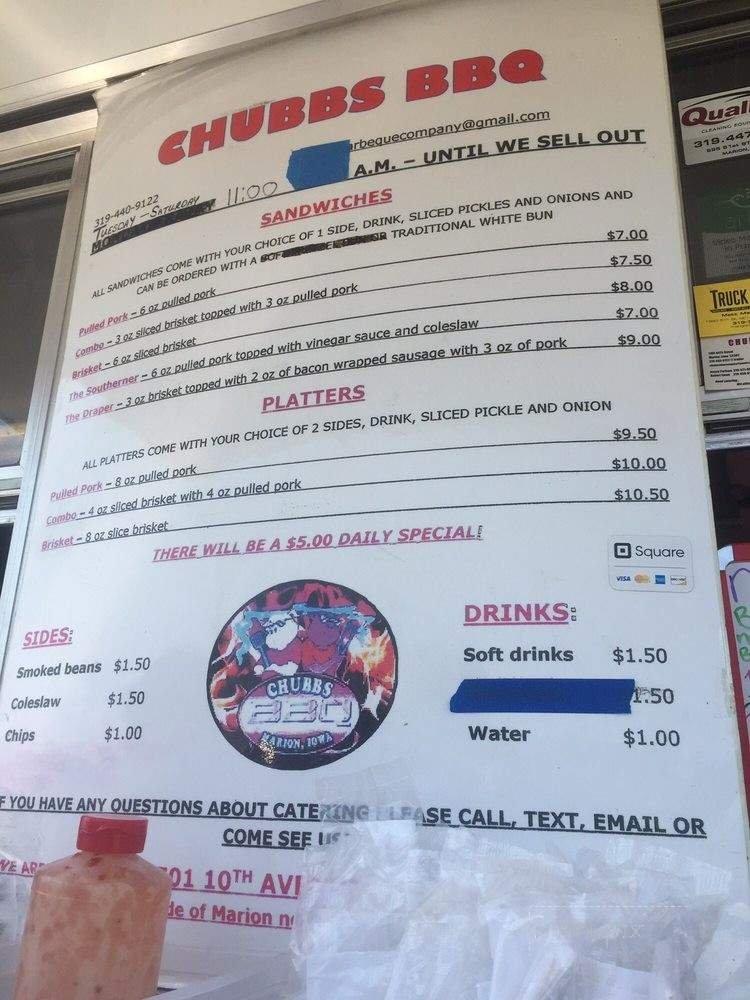 CHUBBS BBQ
arbequecompany@gmail.com
319-440-9122
TUESDAY - SATURDAY 11:00 A.M. – UNTIL WE SELL OUT
SANDWICHES
ALL SANDWICHES COME WITH YOUR CHOICE OF 1 SIDE, DRINK, SLICED PICKLES AND ONIONS AND
CAN BE ORDERED WITH A TRADITIONAL WHITE BUN
Pulled Pork – 6 oz pulled pork $7.00
Combo – 3 oz sliced brisket topped with 3 oz pulled pork $7.50
Brisket – 6 oz sliced brisket $8.00
The Southerner – 6 oz pulled pork topped with vinegar sauce and coleslaw $7.00
The Draper – 3 oz brisket topped with 2 oz of bacon wrapped sausage with 3 oz of pork $9.00
PLATTERS
ALL PLATTERS COME WITH YOUR CHOICE OF 2 SIDES, DRINK, SLICED PICKLE AND ONION
Pulled Pork – 8 oz pulled pork $9.50
Combo – 4 oz sliced brisket with 4 oz pulled pork $10.00
Brisket – 8 oz slice brisket $10.50
THERE WILL BE A $5.00 DAILY SPECIAL!
Square
VISA
SIDES:
Smoked beans $1.50
Coleslaw $1.50
Chips $1.00
CHUBBS
BBQ
MARION, IOWA
DRINKS:
Soft drinks $1.50
1.50
Water $1.00
F YOU HAVE ANY QUESTIONS ABOUT CATERING PLEASE CALL, TEXT, EMAIL OR
COME SEE US
WE ARE 01 10TH AVE
de of Marion
Qual
CLEANING
319.447
TRUCK
CHU